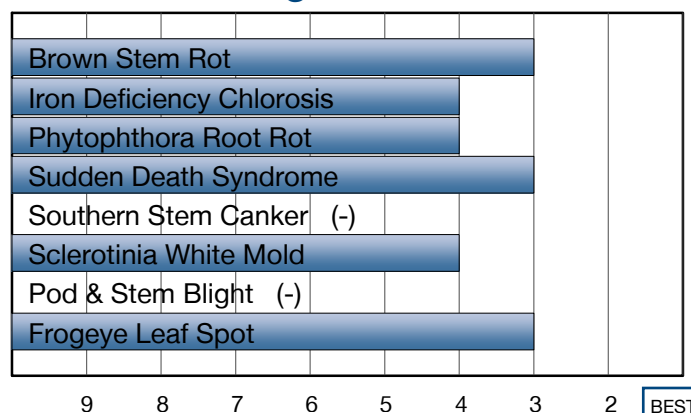 Brown Stem Rot
Iron Deficiency Chlorosis
Phytophthora Root Rot
Sudden Death Syndrome
Southern Stem Canker (-)
Sclerotinia White Mold
Pod & Stem Blight (-)
Frogeye Leaf Spot
9 8 7 6 5 4 3 2 BEST